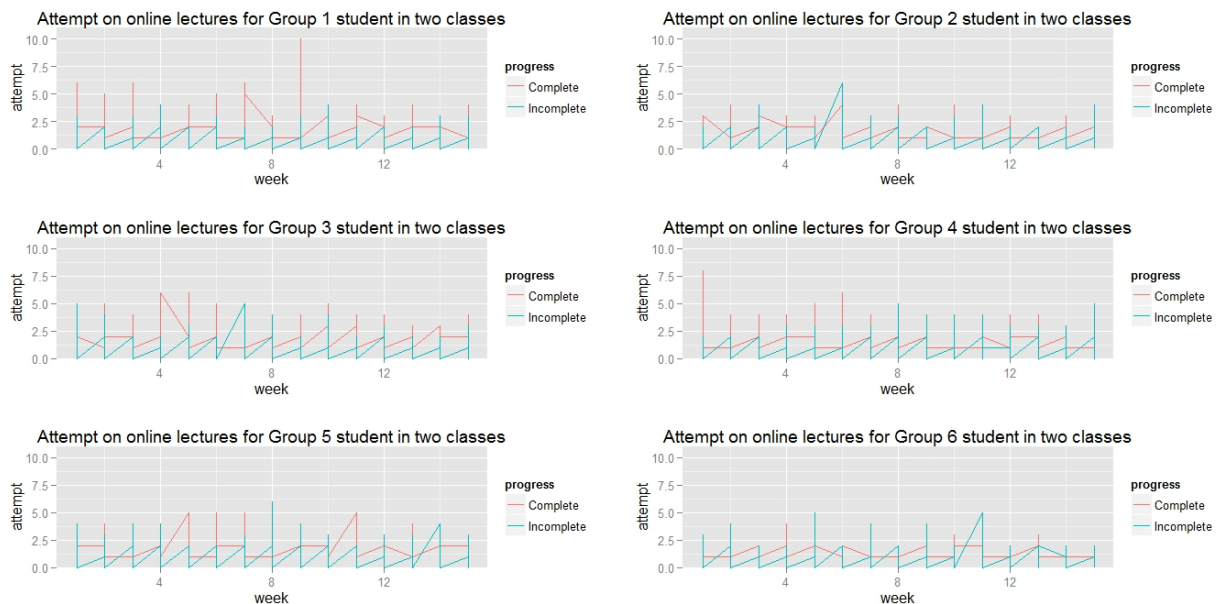 Attempt on online lectures for Group 1 student in two classes
10.0
7.5
5.0
2.5
0.0
attempt
4
8
12
week
progress
Complete
Incomplete
Attempt on online lectures for Group 2 student in two classes
10.0
7.5
5.0
2.5
0.0
attempt
4
8
12
week
progress
Complete
Incomplete
Attempt on online lectures for Group 3 student in two classes
10.0
7.5
5.0
2.5
0.0
attempt
4
8
12
week
progress
Complete
Incomplete
Attempt on online lectures for Group 4 student in two classes
10.0
7.5
5.0
2.5
0.0
attempt
4
8
12
week
progress
Complete
Incomplete
Attempt on online lectures for Group 5 student in two classes
10.0
7.5
5.0
2.5
0.0
attempt
4
8
12
week
progress
Complete
Incomplete
Attempt on online lectures for Group 6 student in two classes
10.0
7.5
5.0
2.5
0.0
attempt
4
8
12
week
progress
Complete
Incomplete